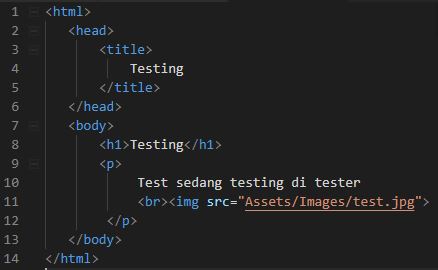 1 <html>
2 <head>
3 <title>
4 Testing
5 </title>
6 </head>
7 <body>
8 <h1>Testing</h1>
9 <p>
10 Test sedang testing di tester
11 <br><img src="Assets/Images/test.jpg">
12 </p>
13 </body>
14 </html>